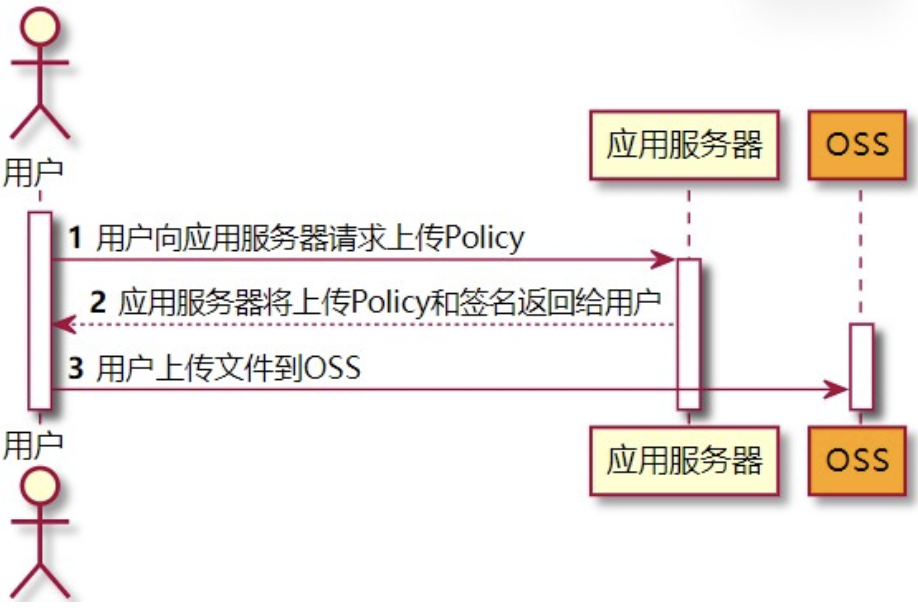 用户
应用服务器
OSS
1 用户向应用服务器请求上传Policy
2 应用服务器将上传Policy和签名返回给用户
3 用户上传文件到OSS
用户
应用服务器
OSS